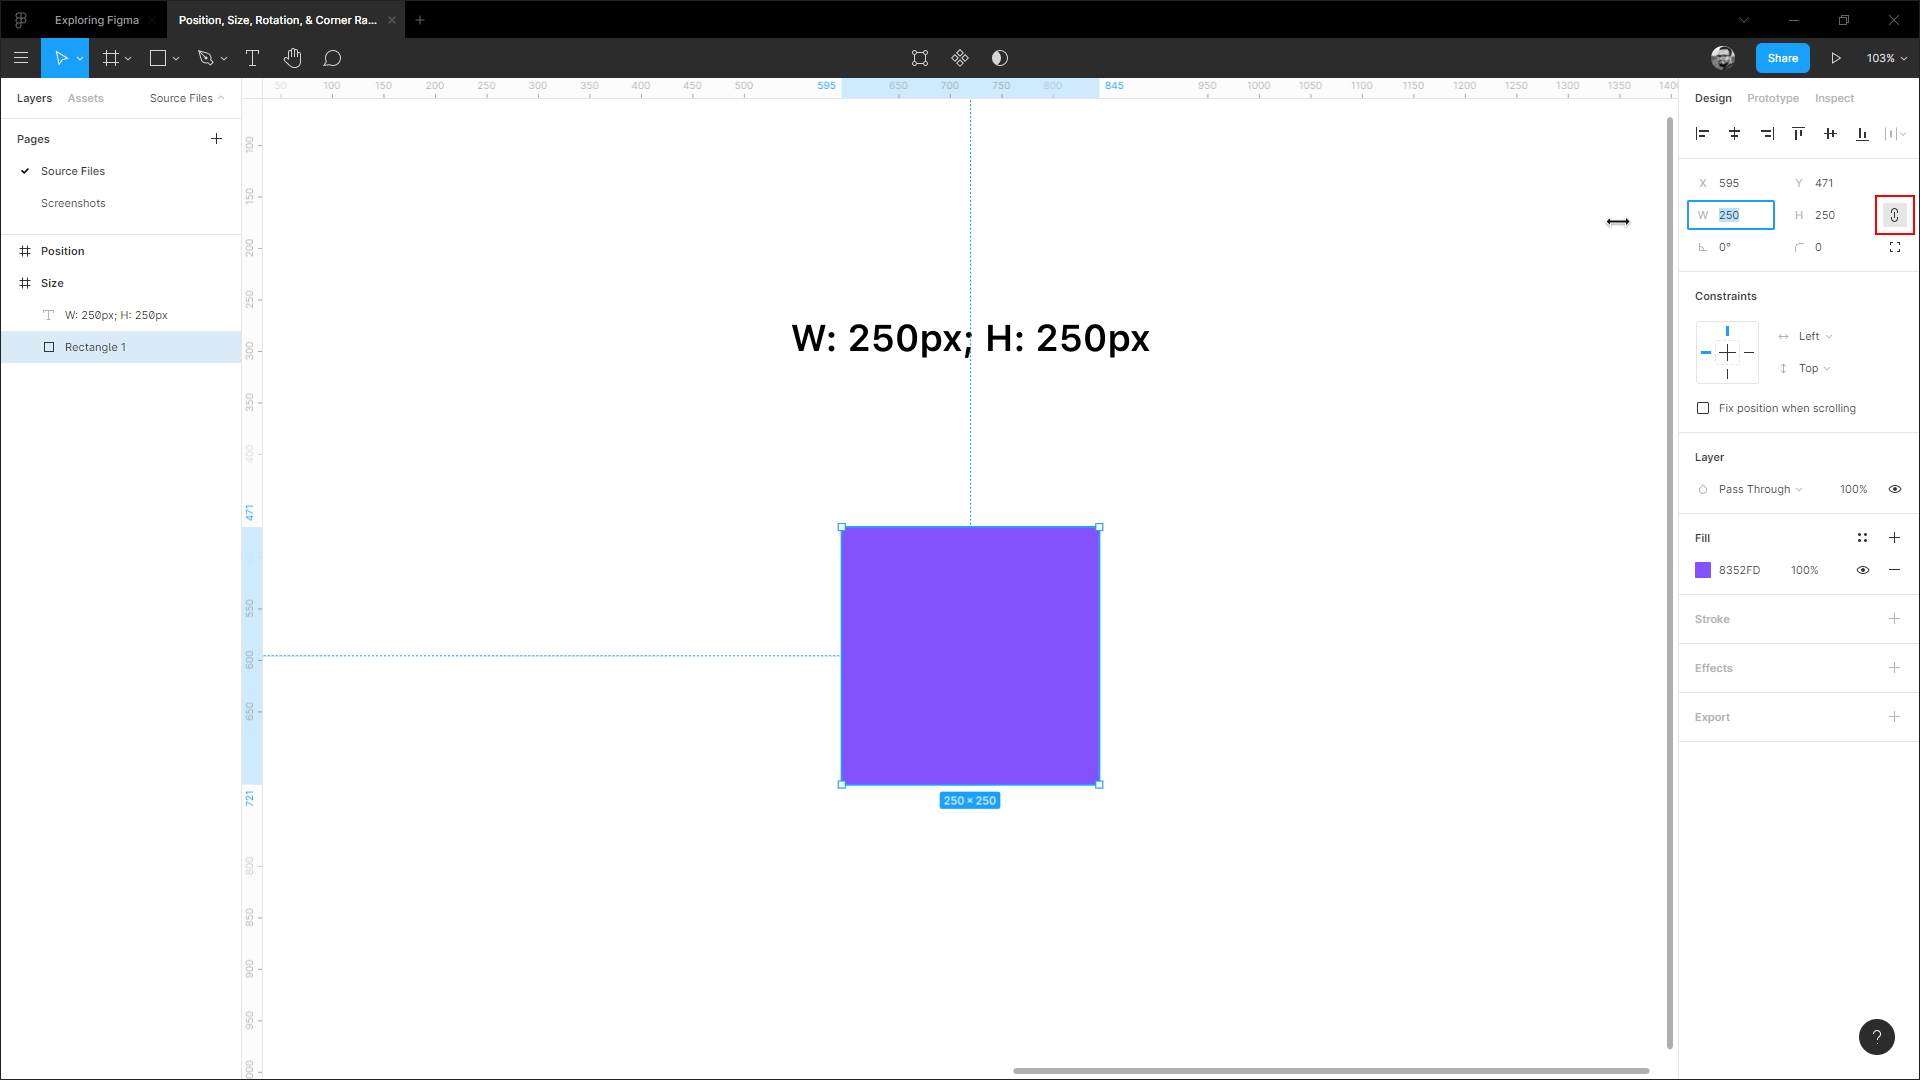 Exploring Figma
Position, Size, Rotation, & Corner Ra...
Share
103%
Layers Assets Source Files
Pages
Source Files
Screenshots
Position
Size
W: 250px; H: 250px
Rectangle 1
50 100 150 200 250 300 350 400 450 500 595 650 700 750 800 845 950 1000 1050 1100 1150 1200 1250 1300 1350 1400
100
150
200
250
300
350
400
471
550
600
650
721
800
850
900
950
W: 250px; H: 250px
250 × 250
Design Prototype Inspect
X 595 Y 471
W 250 H 250
0° 0
Constraints
Left
Top
Fix position when scrolling
Layer
Pass Through 100%
Fill
8352FD 100%
Stroke
Effects
Export
?